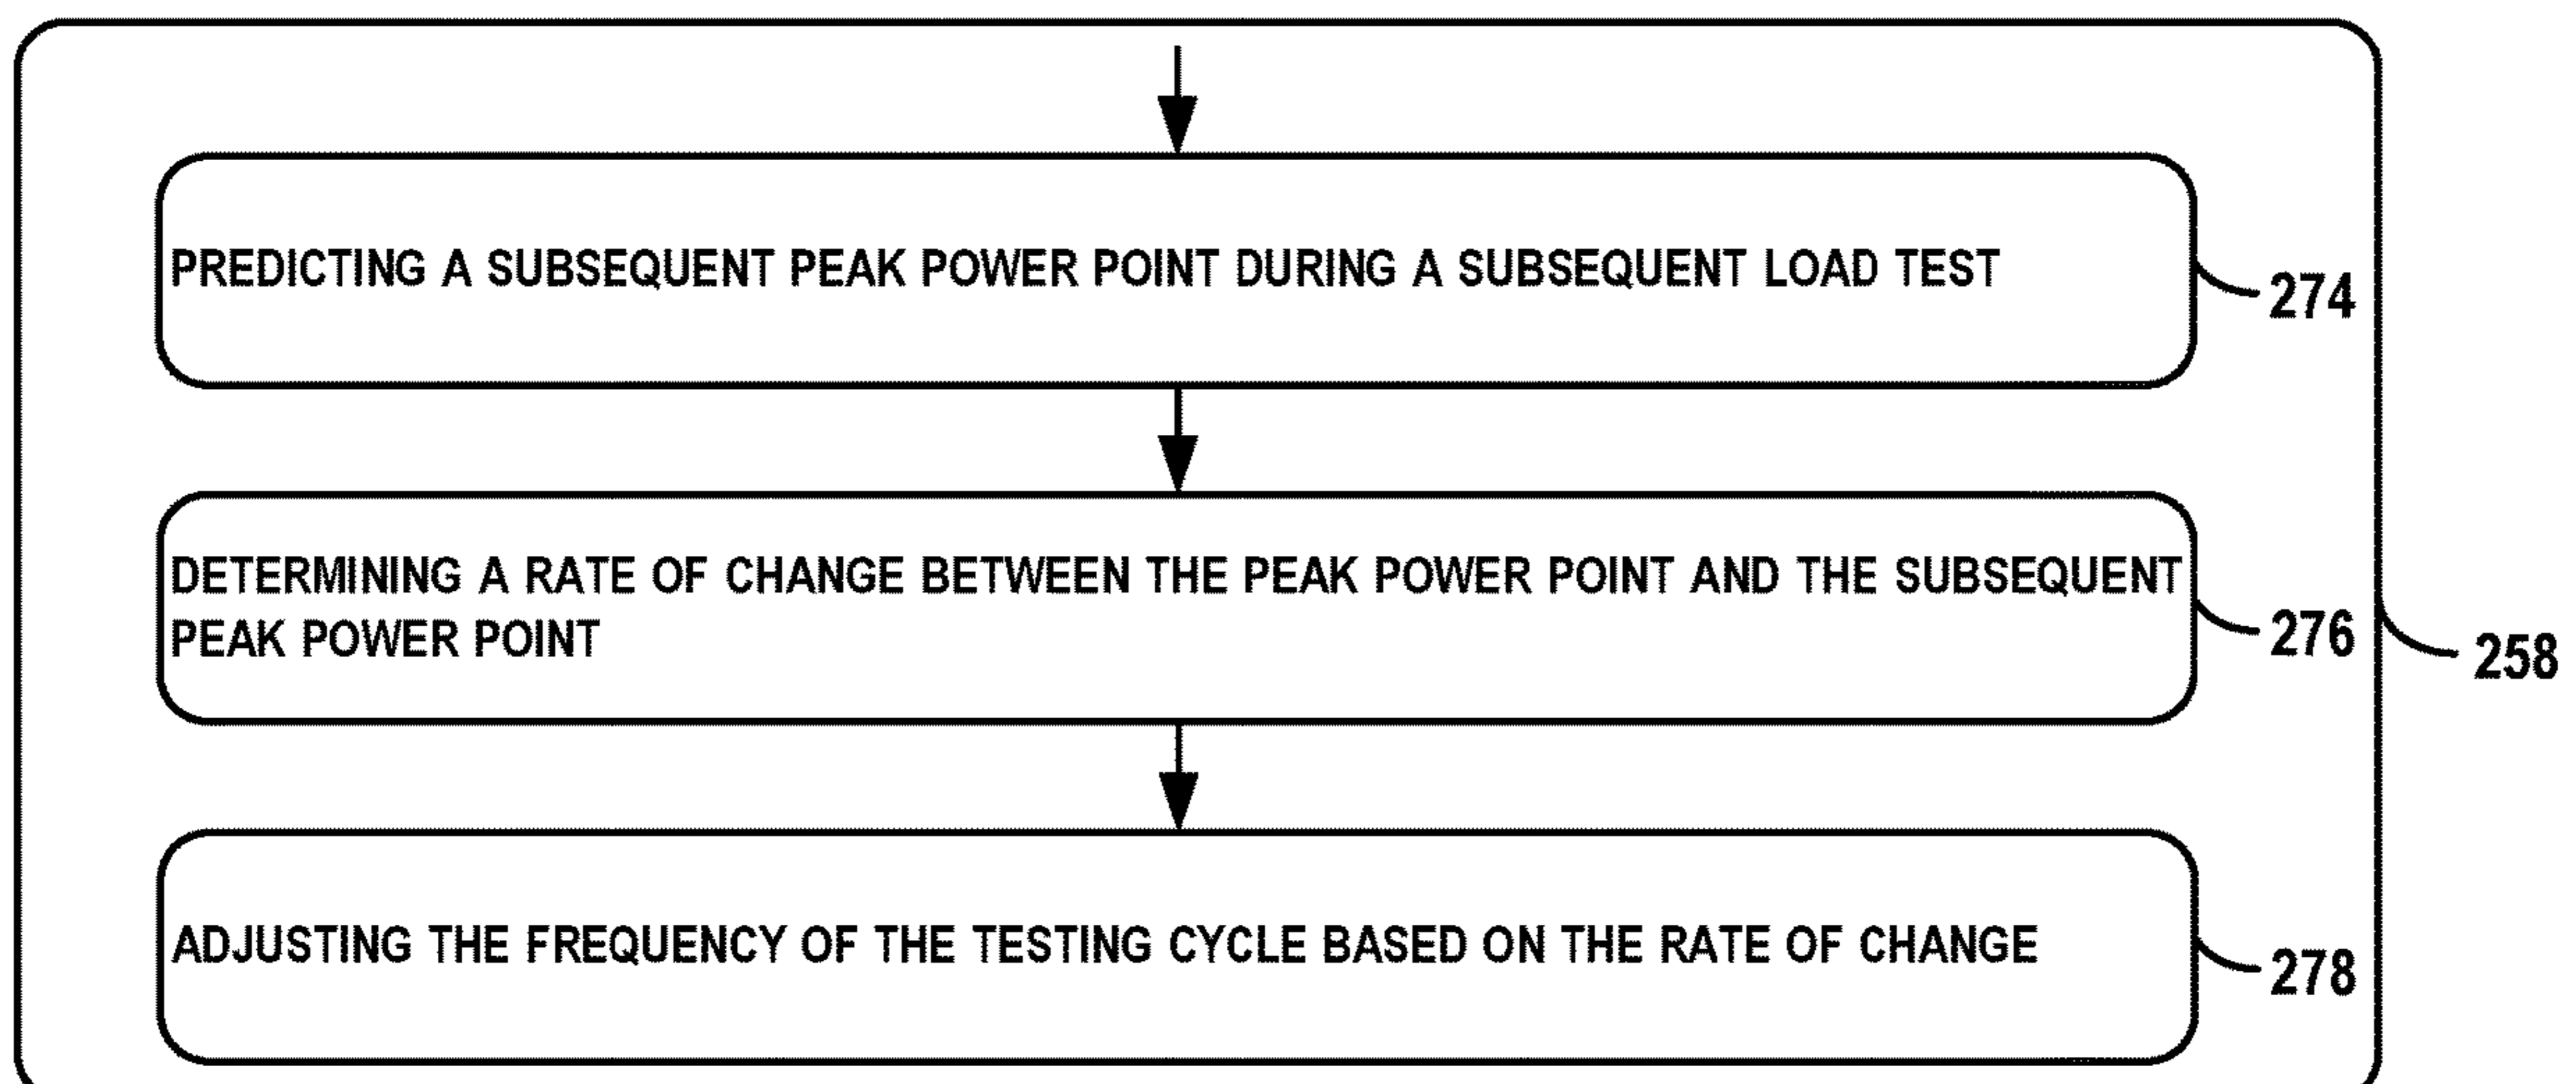 PREDICTING A SUBSEQUENT PEAK POWER POINT DURING A SUBSEQUENT LOAD TEST
274
DETERMINING A RATE OF CHANGE BETWEEN THE PEAK POWER POINT AND THE SUBSEQUENT
PEAK POWER POINT
276
258
ADJUSTING THE FREQUENCY OF THE TESTING CYCLE BASED ON THE RATE OF CHANGE
278